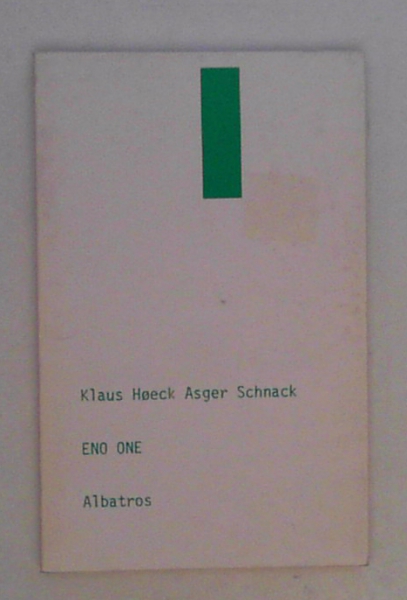 Klaus Høeck Asger Schnack
ENO ONE
Albatros